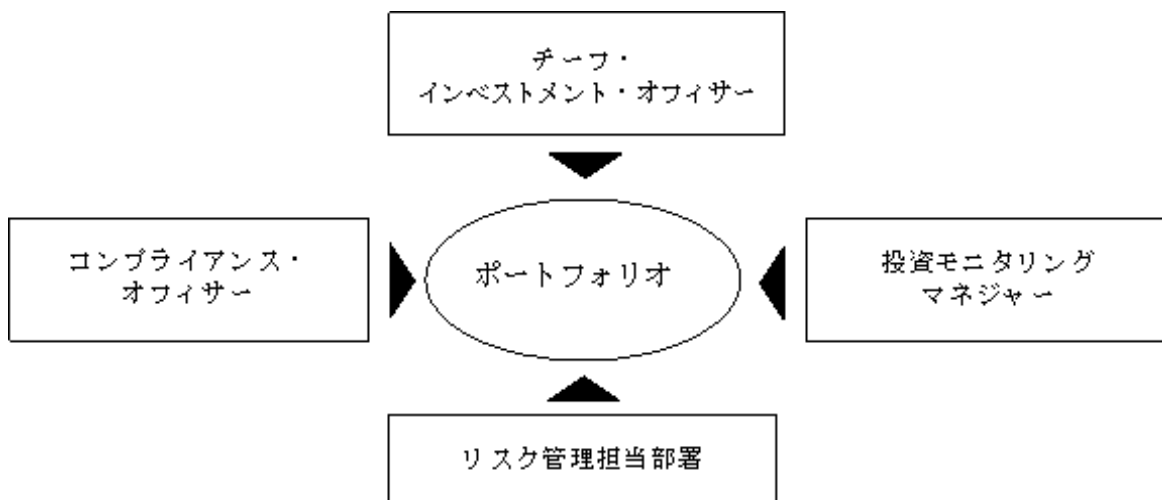 チーフ・
インベストメント・オフィサー
コンプライアンス・
オフィサー
ポートフォリオ
投資モニタリング
マネジャー
リスク管理担当部署